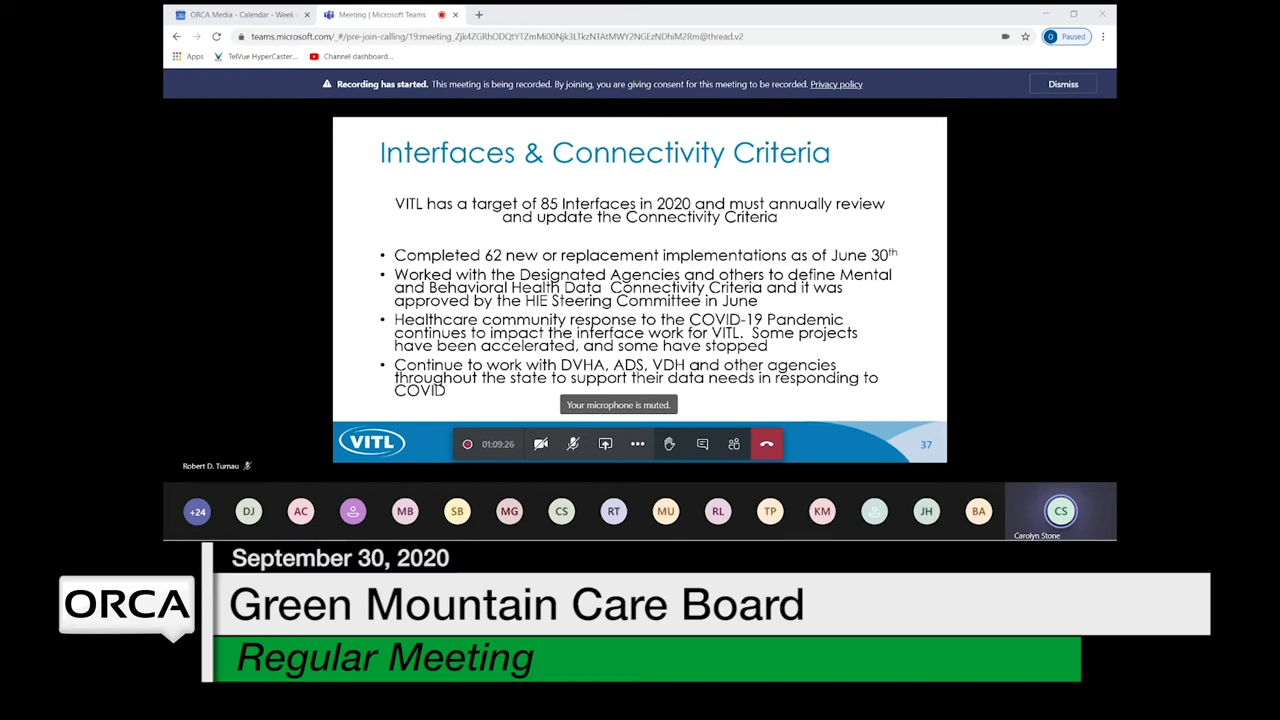 ORCA Media - Calendar - Week
Meeting | Microsoft Teams
teams.microsoft.com/_#/pre-join-calling/19:meeting_Zjk4ZGRhODQtYTZmMi00Njk3LTkzNTAtMWY2NGEzNDhiM2Rm@thread.v2
O
Paused
Apps
TelVue HyperCaster...
Channel dashboard...
Recording has started. This meeting is being recorded. By joining, you are giving consent for this meeting to be recorded. Privacy policy
Dismiss
Interfaces & Connectivity Criteria
VITL has a target of 85 Interfaces in 2020 and must annually review
and update the Connectivity Criteria
• Completed 62 new or replacement implementations as of June 30th
• Worked with the Designated Agencies and others to define Mental
and Behavioral Health Data Connectivity Criteria and it was
approved by the HIE Steering Committee in June
• Healthcare community response to the COVID-19 Pandemic
continues to impact the interface work for VITL. Some projects
have been accelerated, and some have stopped
• Continue to work with DVHA, ADS, VDH and other agencies
throughout the state to support their data needs in responding to
COVID
Your microphone is muted.
VITL
01:09:26
37
Robert D. Turnau
+24
DJ
AC
MB
SB
MG
CS
RT
MU
RL
TP
KM
JH
BA
CS
Carolyn Stone
September 30, 2020
ORCA
Green Mountain Care Board
Regular Meeting